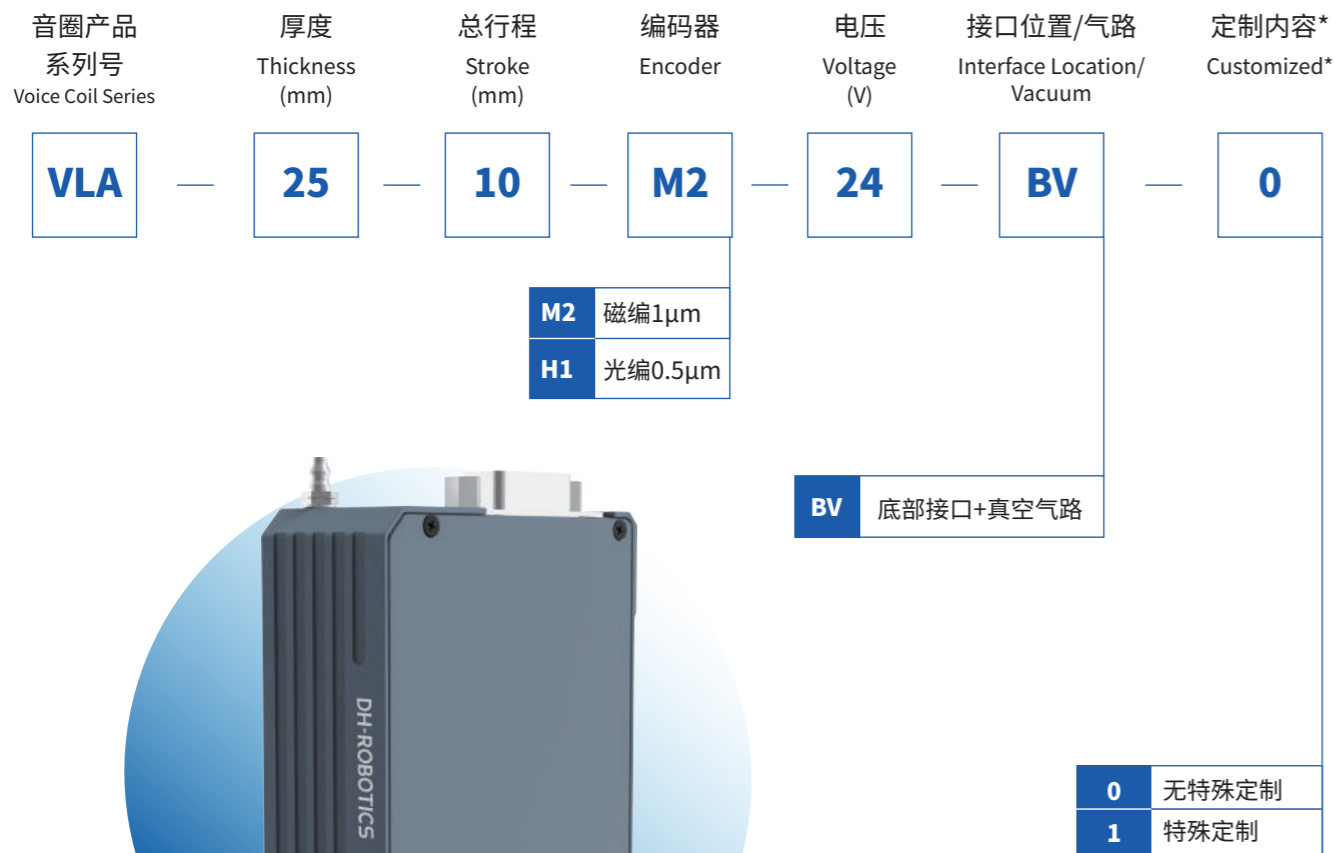 音圈产品
系列号
Voice Coil Series
厚度
Thickness
(mm)
总行程
Stroke
(mm)
编码器
Encoder
电压
Voltage
(V)
接口位置/气路
Interface Location/
Vacuum
定制内容*
Customized*
VLA — 25 — 10 — M2 — 24 — BV — 0
M2 磁编1μm
H1 光编0.5μm
BV 底部接口+真空气路
DH-ROBOTICS
0 无特殊定制
1 特殊定制